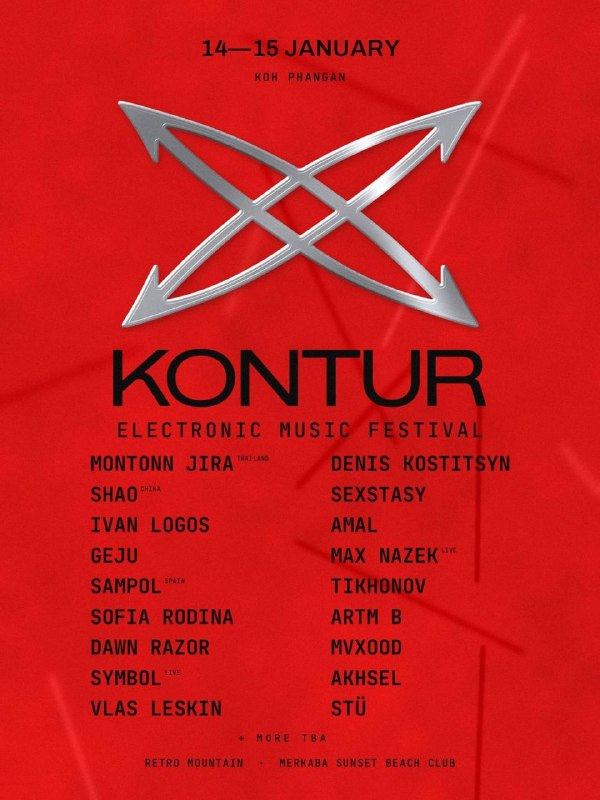 14—15 JANUARY
KOH PHANGAN
KONTUR
ELECTRONIC MUSIC FESTIVAL
MONTONN JIRA THAILAND
SHAO CHINA
IVAN LOGOS
GEJU
SAMPOL SPAIN
SOFIA RODINA
DAWN RAZOR
SYMBOL LIVE
VLAS LESKIN
DENIS KOSTITSYN
SEXSTASY
AMAL
MAX NAZEK LIVE
TIKHONOV
ARTM B
MVXOOD
AKHSEL
STÜ
+ MORE TBA
RETRO MOUNTAIN · MERKABA SUNSET BEACH CLUB